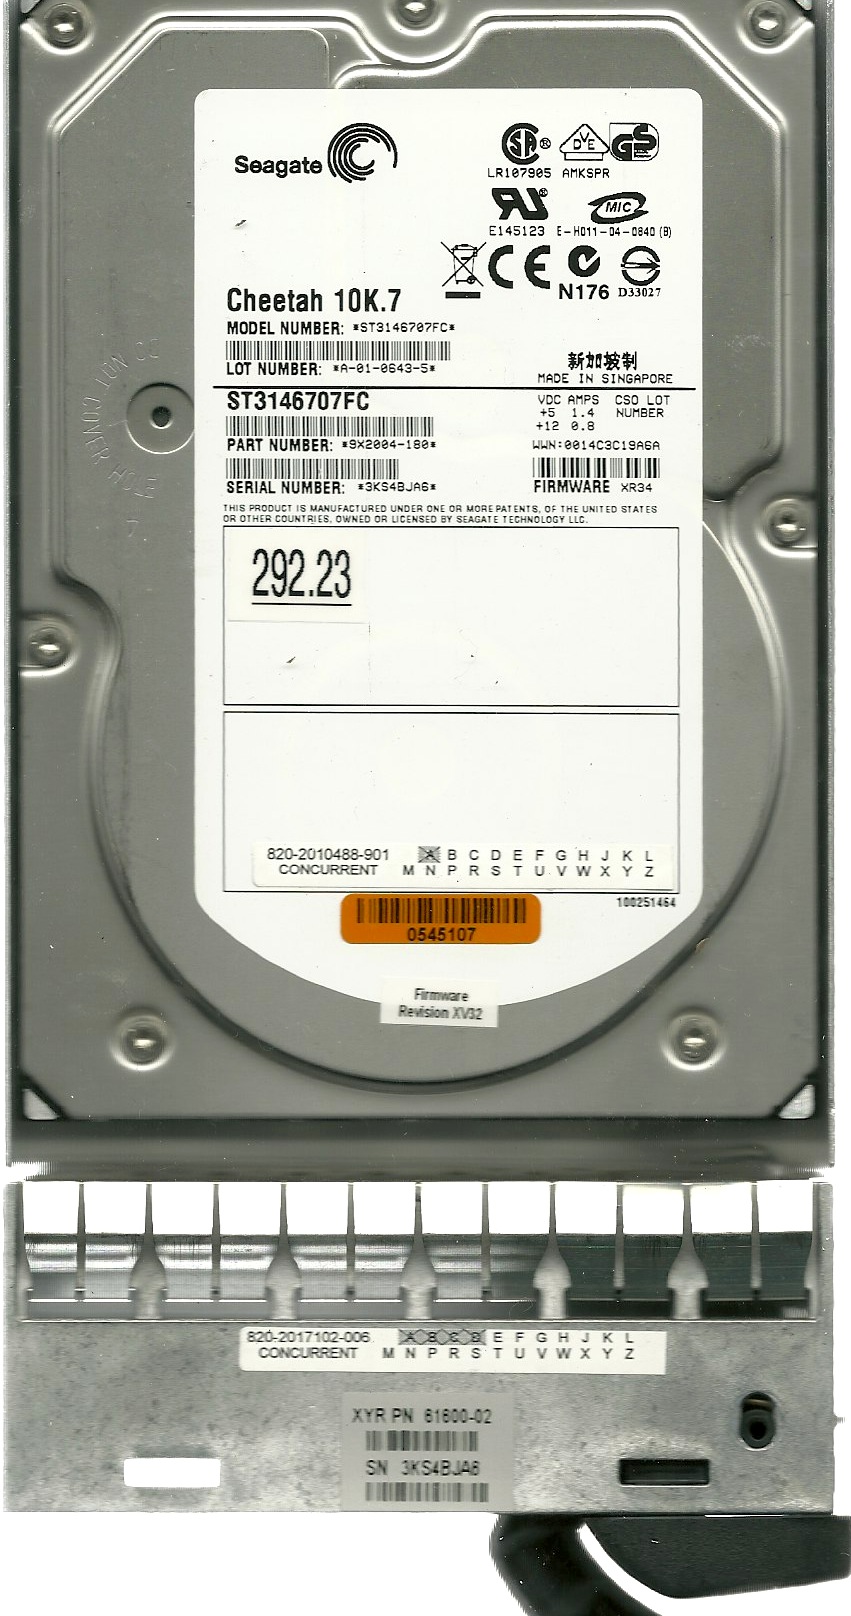 Seagate
LR107905 AMKSPR
MIC
E145123 E-H011-04-0840 (B)
N176 D33027
Cheetah 10K.7
MODEL NUMBER: *ST3146707FC*
LOT NUMBER: *A-01-0643-5*
新加坡制
MADE IN SINGAPORE
ST3146707FC
VDC AMPS CSO LOT
+5 1.4 NUMBER
+12 0.8
PART NUMBER: *9X2004-180*
WWN:0014C3C19A6A
SERIAL NUMBER: *3KS4BJA6*
FIRMWARE XR34
THIS PRODUCT IS MANUFACTURED UNDER ONE OR MORE PATENTS, OF THE UNITED STATES
OR OTHER COUNTRIES, OWNED OR LICENSED BY SEAGATE TECHNOLOGY LLC.
292.23
820-2010488-901 A B C D E F G H J K L
CONCURRENT M N P R S T U V W X Y Z
100251464
0545107
Firmware
Revision XV32
820-2017102-006 A B C D E F G H J K L
CONCURRENT M N P R S T U V W X Y Z
XYR PN 61600-02
SN 3KS4BJA6